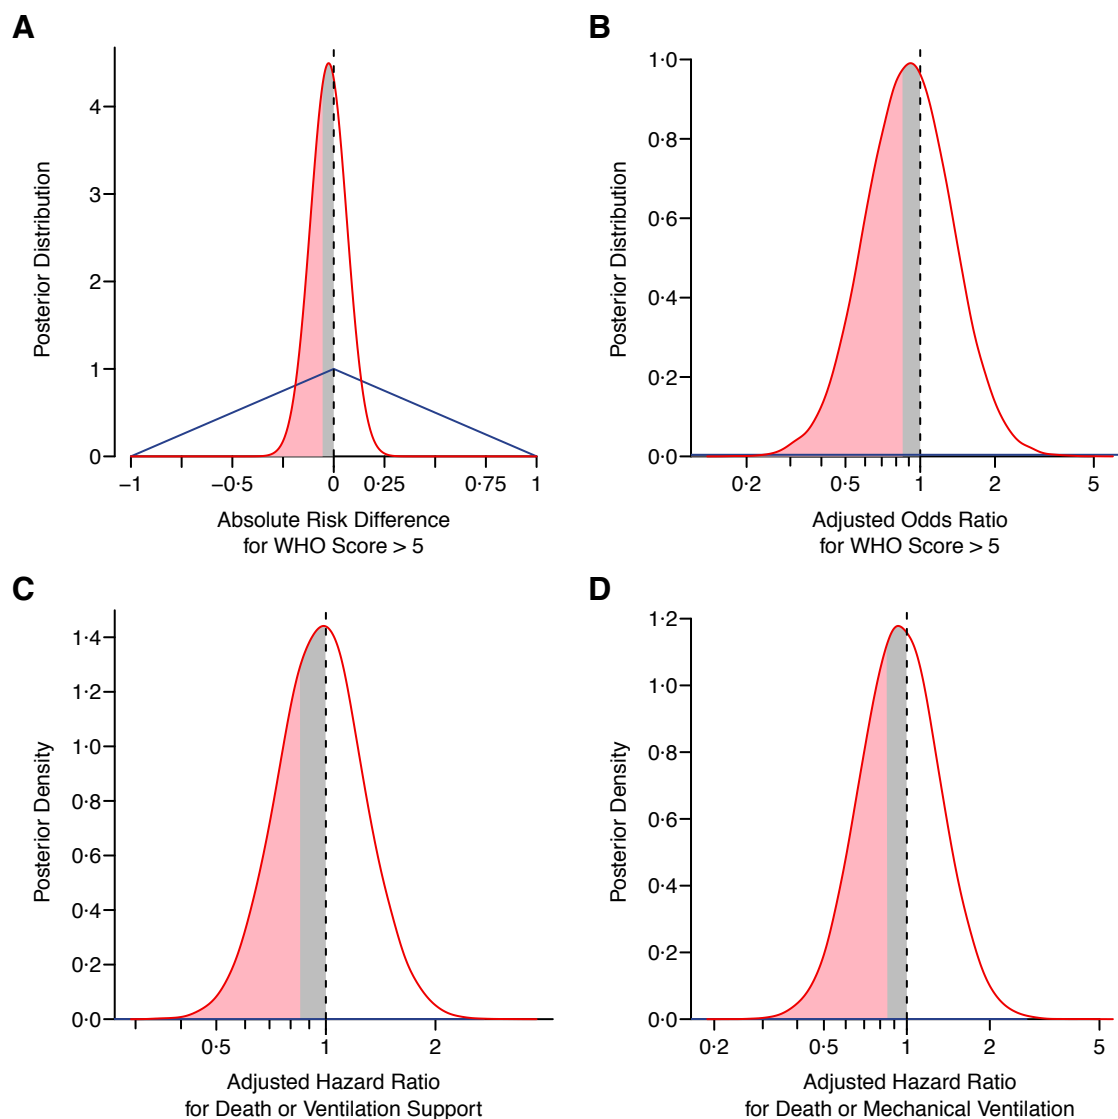 A
Posterior Distribution
4
3
2
1
0
−1
−0·5
0
0·25
0·75
1
Absolute Risk Difference
for WHO Score > 5
B
Posterior Distribution
1·0
0·8
0·6
0·4
0·2
0·0
0·2
0·5
1
2
5
Adjusted Odds Ratio
for WHO Score > 5
C
Posterior Density
1·4
1·2
1·0
0·8
0·6
0·4
0·2
0·0
0·5
1
2
Adjusted Hazard Ratio
for Death or Ventilation Support
D
Posterior Density
1·2
1·0
0·8
0·6
0·4
0·2
0·0
0·2
0·5
1
2
5
Adjusted Hazard Ratio
for Death or Mechanical Ventilation